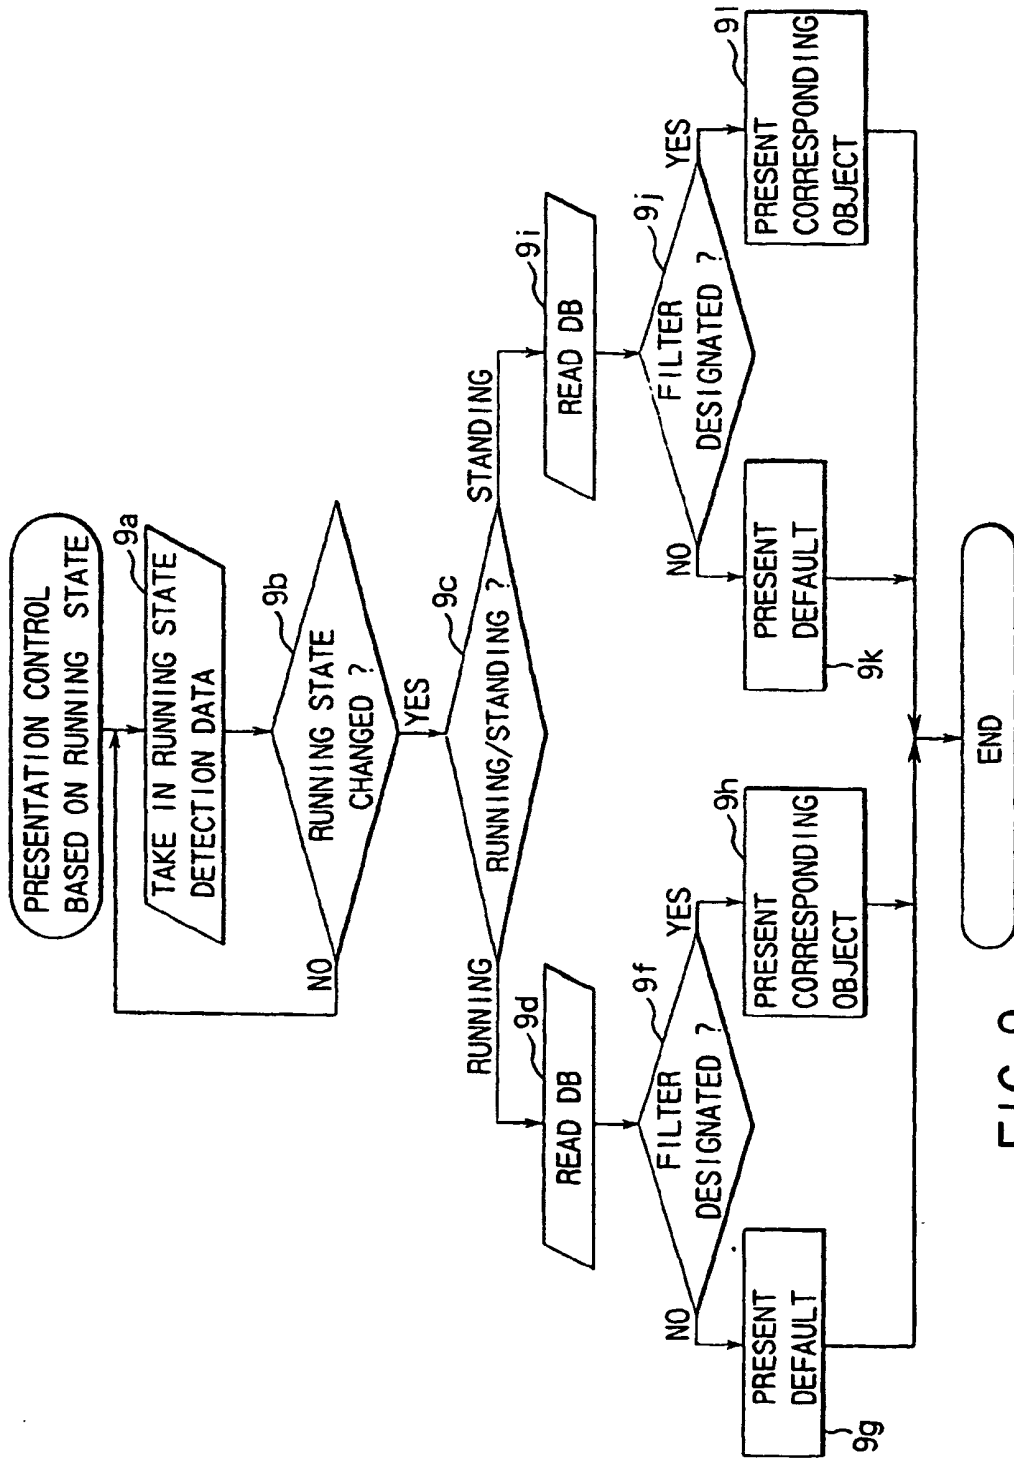 PRESENTATION CONTROL
BASED ON RUNNING STATE
9a
TAKE IN RUNNING STATE
DETECTION DATA
9b
RUNNING STATE
CHANGED ?
NO
YES
9c
RUNNING/STANDING ?
RUNNING
STANDING
9d
READ DB
9i
READ DB
9f
FILTER
DESIGNATED ?
NO
YES
9j
FILTER
DESIGNATED ?
NO
YES
PRESENT
DEFAULT
9g
9h
PRESENT
CORRESPONDING
OBJECT
PRESENT
DEFAULT
9k
9l
PRESENT
CORRESPONDING
OBJECT
END